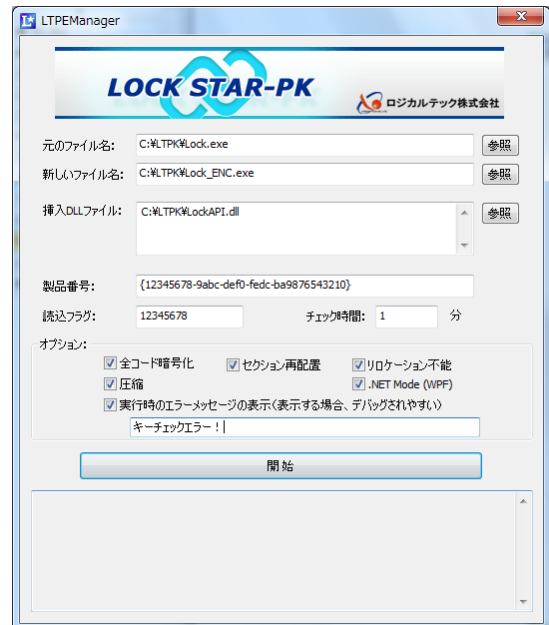 LTPEManager
LOCK STAR-PK
ロジカルテック株式会社
元のファイル名: C:¥LTPK¥Lock.exe 参照
新しいファイル名: C:¥LTPK¥Lock_ENC.exe 参照
挿入DLLファイル: C:¥LTPK¥LockAPI.dll 参照
製品番号: {12345678-9abc-def0-fedc-ba9876543210}
読込フラグ: 12345678 チェック時間: 1 分
オプション:
全コード暗号化 セクション再配置 リロケーション不能
圧縮 .NET Mode (WPF)
実行時のエラーメッセージの表示(表示する場合、デバッグされやすい)
キーチェックエラー!
開始